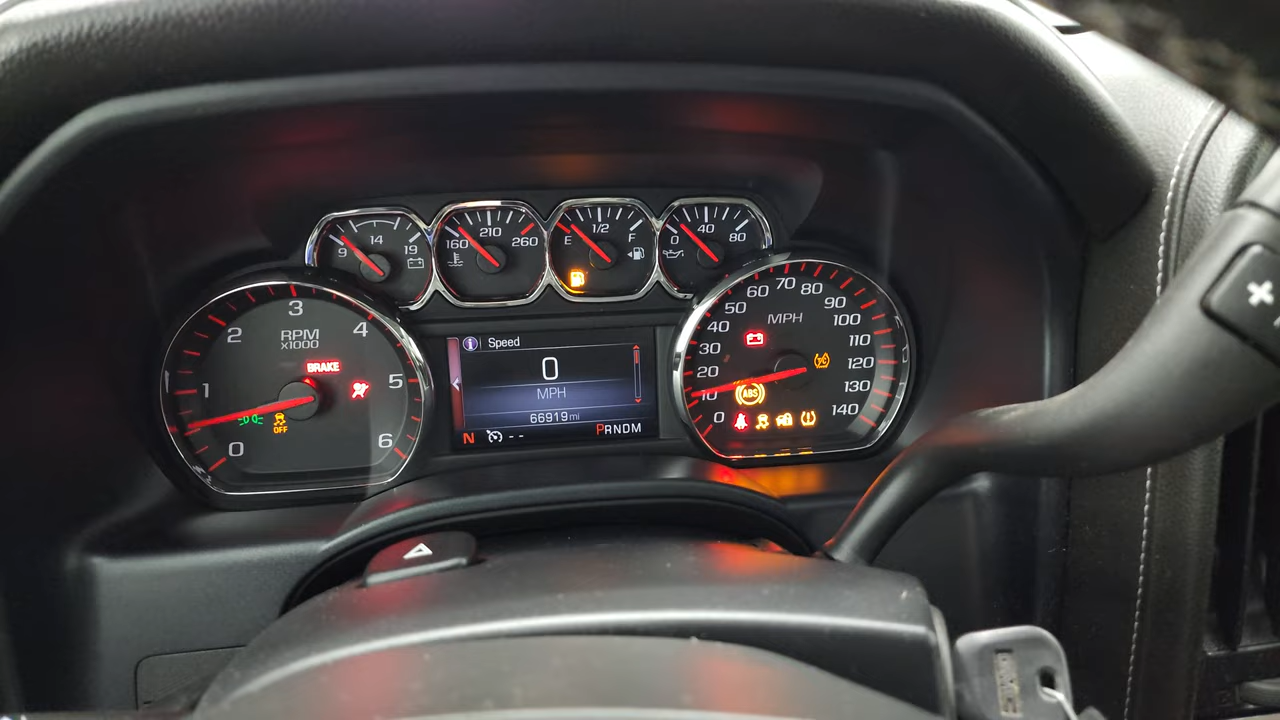 9 14 19
160 210 260
E 1/2 F
0 40 80
0 1 2 3 4 5 6
RPM
X1000
BRAKE
OFF
Speed
0
MPH
66919 mi
N -- PRNDM
0 10 20 30 40 50 60 70 80 90 100 110 120 130 140
MPH
T/C
ABS
GMC